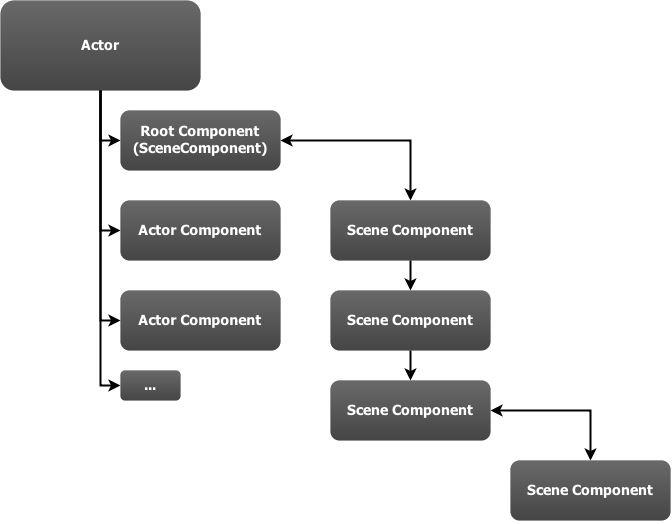 Actor
Root Component
(SceneComponent)
Actor Component
Scene Component
Actor Component
Scene Component
...
Scene Component
Scene Component